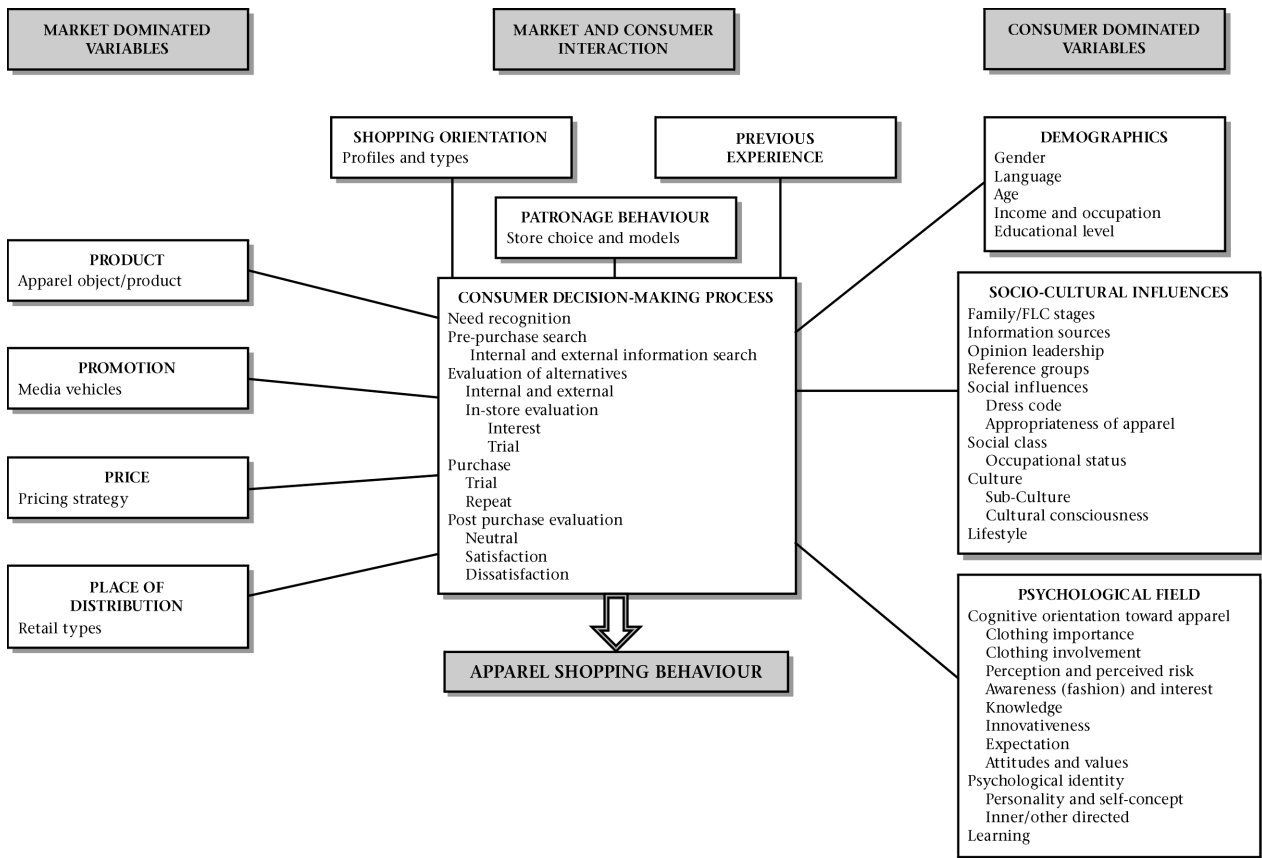 MARKET DOMINATED
VARIABLES
MARKET AND CONSUMER
INTERACTION
CONSUMER DOMINATED
VARIABLES
SHOPPING ORIENTATION
Profiles and types
PREVIOUS
EXPERIENCE
PATRONAGE BEHAVIOUR
Store choice and models
PRODUCT
Apparel object/product
PROMOTION
Media vehicles
PRICE
Pricing strategy
PLACE OF
DISTRIBUTION
Retail types
CONSUMER DECISION-MAKING PROCESS
Need recognition
Pre-purchase search
Internal and external information search
Evaluation of alternatives
Internal and external
In-store evaluation
Interest
Trial
Purchase
Trial
Repeat
Post purchase evaluation
Neutral
Satisfaction
Dissatisfaction
APPAREL SHOPPING BEHAVIOUR
DEMOGRAPHICS
Gender
Language
Age
Income and occupation
Educational level
SOCIO-CULTURAL INFLUENCES
Family/FLC stages
Information sources
Opinion leadership
Reference groups
Social influences
Dress code
Appropriateness of apparel
Social class
Occupational status
Culture
Sub-Culture
Cultural consciousness
Lifestyle
PSYCHOLOGICAL FIELD
Cognitive orientation toward apparel
Clothing importance
Clothing involvement
Perception and perceived risk
Awareness (fashion) and interest
Knowledge
Innovativeness
Expectation
Attitudes and values
Psychological identity
Personality and self-concept
Inner/other directed
Learning